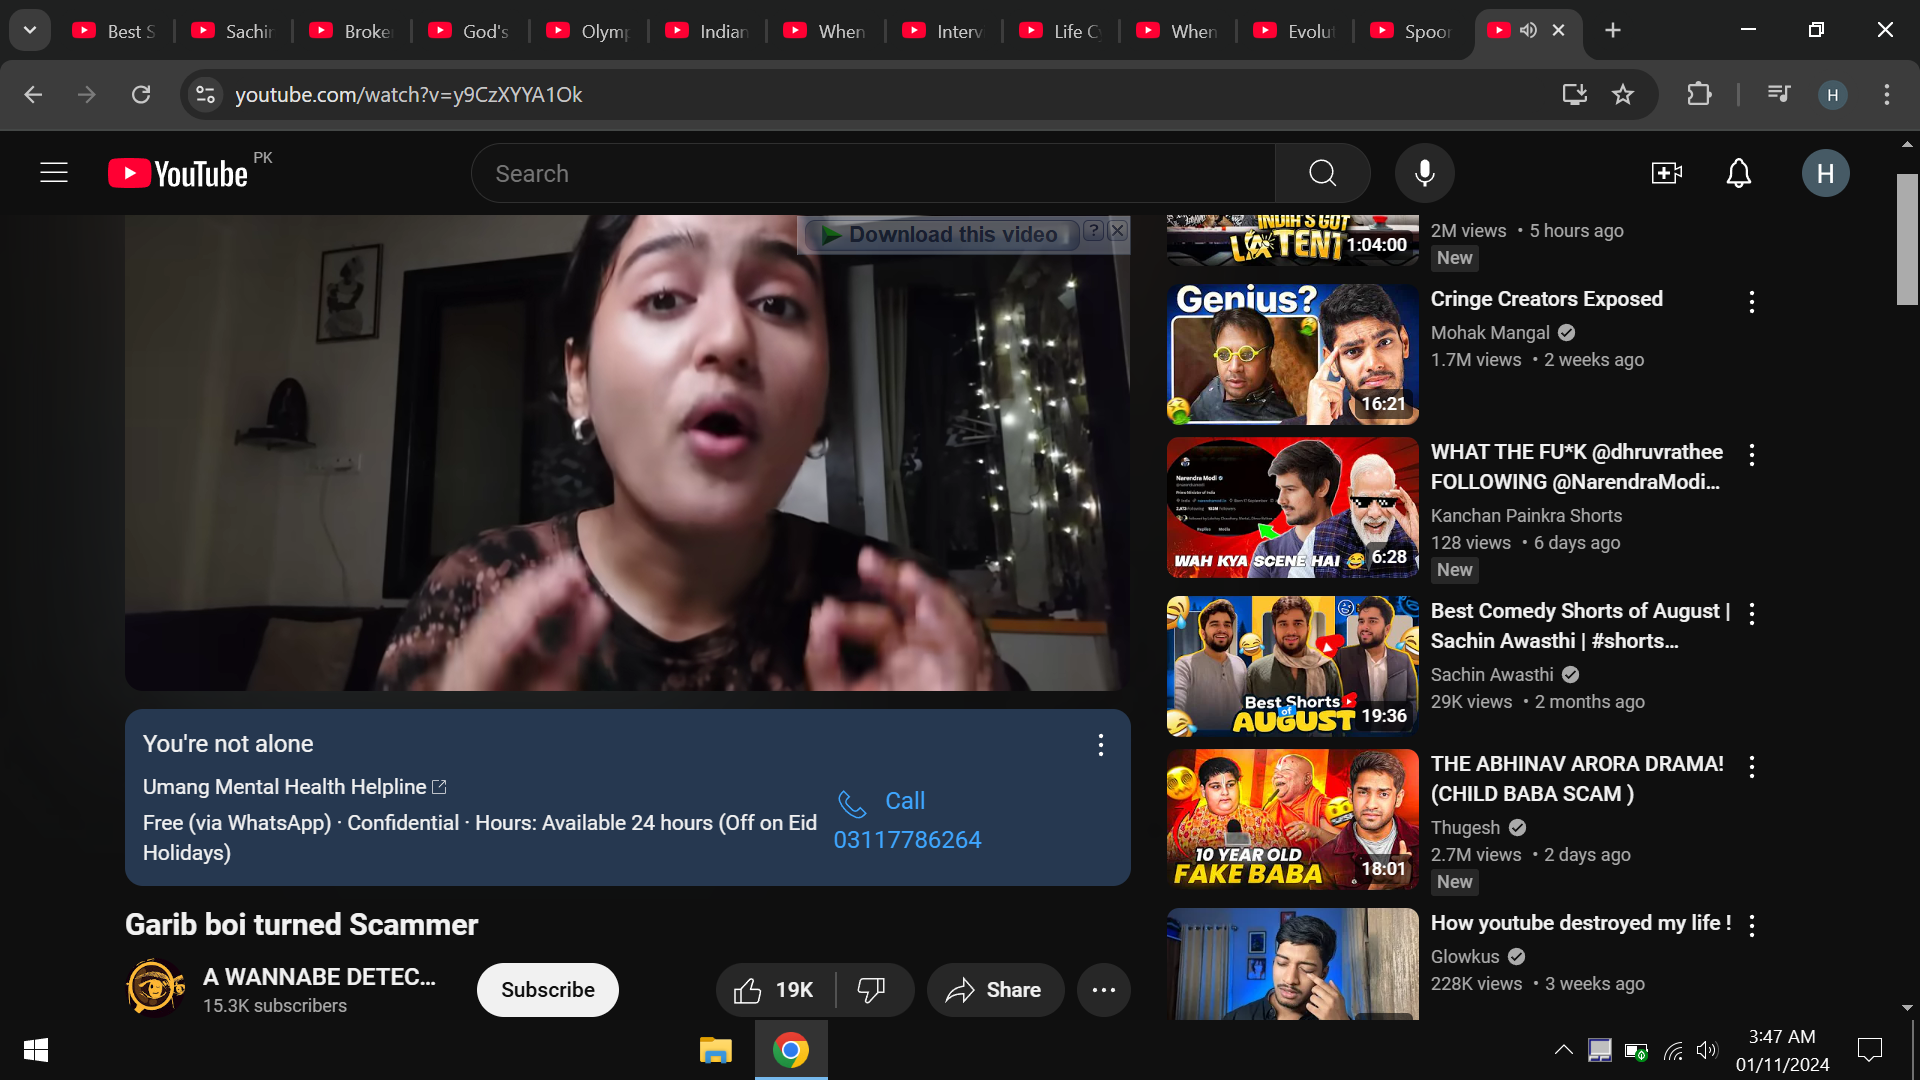 Best S
Sachin
Broke
God's
Olymp
Indian
When
Interv
Life C
When
Evolut
Spoor
youtube.com/watch?v=y9CzXYYA1Ok
H
YouTube
PK
Search
H
Download this video
?
INDIA'S GOT
LATENT
1:04:00
2M views • 5 hours ago
New
Genius?
16:21
Cringe Creators Exposed
Mohak Mangal
1.7M views • 2 weeks ago
Narendra Modi
WAH KYA SCENE HAI
6:28
WHAT THE FU*K @dhruvrathee
FOLLOWING @NarendraModi...
Kanchan Painkra Shorts
128 views • 6 days ago
New
Best Shorts
of
AUGUST
19:36
Best Comedy Shorts of August |
Sachin Awasthi | #shorts...
Sachin Awasthi
29K views • 2 months ago
10 YEAR OLD
FAKE BABA
18:01
THE ABHINAV ARORA DRAMA!
(CHILD BABA SCAM )
Thugesh
2.7M views • 2 days ago
New
How youtube destroyed my life !
Glowkus
228K views • 3 weeks ago
You're not alone
Umang Mental Health Helpline
Free (via WhatsApp) · Confidential · Hours: Available 24 hours (Off on Eid
Holidays)
Call
03117786264
Garib boi turned Scammer
A WANNABE DETEC...
15.3K subscribers
Subscribe
19K
Share
3:47 AM
01/11/2024